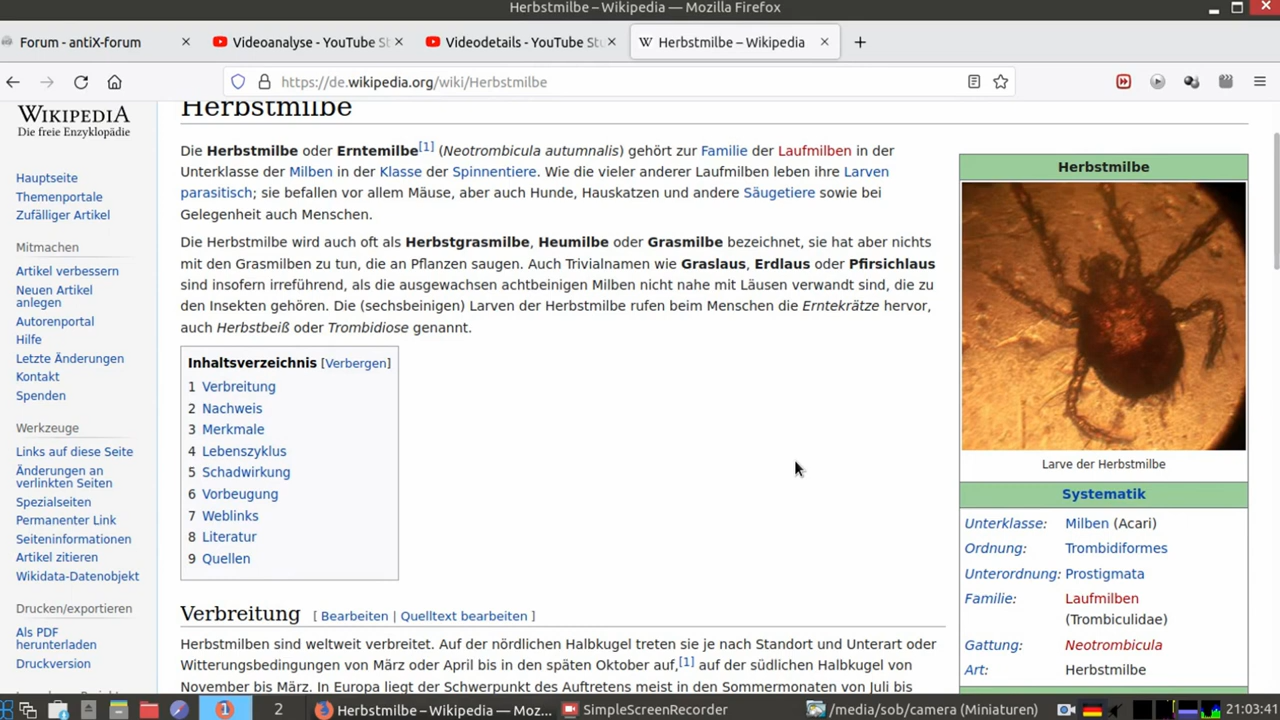 Herbstmilbe – Wikipedia — Mozilla Firefox
Forum - antiX-forum
Videoanalyse - YouTube St
Videodetails - YouTube Stu
W Herbstmilbe – Wikipedia
https://de.wikipedia.org/wiki/Herbstmilbe
WIKIPEDIA
Die freie Enzyklopädie
Hauptseite
Themenportale
Zufälliger Artikel
Mitmachen
Artikel verbessern
Neuen Artikel
anlegen
Autorenportal
Hilfe
Letzte Änderungen
Kontakt
Spenden
Werkzeuge
Links auf diese Seite
Änderungen an
verlinkten Seiten
Spezialseiten
Permanenter Link
Seiteninformationen
Artikel zitieren
Wikidata-Datenobjekt
Drucken/exportieren
Als PDF
herunterladen
Druckversion
Herbstmilbe
Die Herbstmilbe oder Erntemilbe[1] (Neotrombicula autumnalis) gehört zur Familie der Laufmilben in der
Unterklasse der Milben in der Klasse der Spinnentiere. Wie die vieler anderer Laufmilben leben ihre Larven
parasitisch; sie befallen vor allem Mäuse, aber auch Hunde, Hauskatzen und andere Säugetiere sowie bei
Gelegenheit auch Menschen.
Die Herbstmilbe wird auch oft als Herbstgrasmilbe, Heumilbe oder Grasmilbe bezeichnet, sie hat aber nichts
mit den Grasmilben zu tun, die an Pflanzen saugen. Auch Trivialnamen wie Graslaus, Erdlaus oder Pfirsichlaus
sind insofern irreführend, als die ausgewachsen achtbeinigen Milben nicht nahe mit Läusen verwandt sind, die zu
den Insekten gehören. Die (sechsbeinigen) Larven der Herbstmilbe rufen beim Menschen die Erntekrätze hervor,
auch Herbstbeiß oder Trombidiose genannt.
Inhaltsverzeichnis [Verbergen]
1 Verbreitung
2 Nachweis
3 Merkmale
4 Lebenszyklus
5 Schadwirkung
6 Vorbeugung
7 Weblinks
8 Literatur
9 Quellen
Verbreitung [ Bearbeiten | Quelltext bearbeiten ]
Herbstmilben sind weltweit verbreitet. Auf der nördlichen Halbkugel treten sie je nach Standort und Unterart oder
Witterungsbedingungen von März oder April bis in den späten Oktober auf,[1] auf der südlichen Halbkugel von
November bis März. In Europa liegt der Schwerpunkt des Auftretens meist in den Sommermonaten von Juli bis
Herbstmilbe
Larve der Herbstmilbe
Systematik
Unterklasse: Milben (Acari)
Ordnung: Trombidiformes
Unterordnung: Prostigmata
Familie: Laufmilben
(Trombiculidae)
Gattung: Neotrombicula
Art: Herbstmilbe
1
2
Herbstmilbe – Wikipedia — Moz...
SimpleScreenRecorder
/media/sob/camera (Miniaturen)
21:03:41